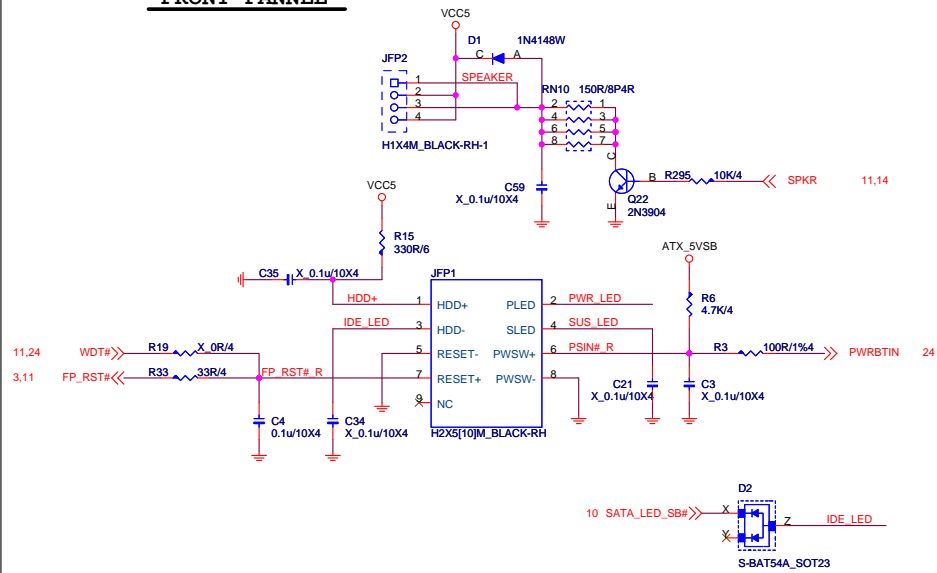 FRONT PANNEL
VCC5
D1 1N4148W
C A
JFP2
1 SPEAKER
2
3
4
H1X4M_BLACK-RH-1
RN10 150R/8P4R
2 1
4 3
6 5
8 7
C
B R295 10K/4 SPKR 11,14
E Q22
2N3904
C59
X_0.1u/10X4
VCC5
R15
330R/6
ATX_5VSB
C35 X_0.1u/10X4
JFP1
R6
4.7K/4
HDD+ 1 HDD+ PLED 2 PWR_LED
IDE_LED 3 HDD- SLED 4 SUS_LED
11,24 WDT# R19 X_0R/4 5 RESET- PWSW+ 6 PSIN#_R R3 100R/1%4 PWRBTIN 24
3,11 FP_RST# R33 33R/4 FP_RST#_R 7 RESET+ PWSW- 8
9 NC
C21
X_0.1u/10X4
C3
X_0.1u/10X4
C4
0.1u/10X4
C34
X_0.1u/10X4
H2X5[10]M_BLACK-RH
D2
10 SATA_LED_SB# X Z IDE_LED
Y
S-BAT54A_SOT23